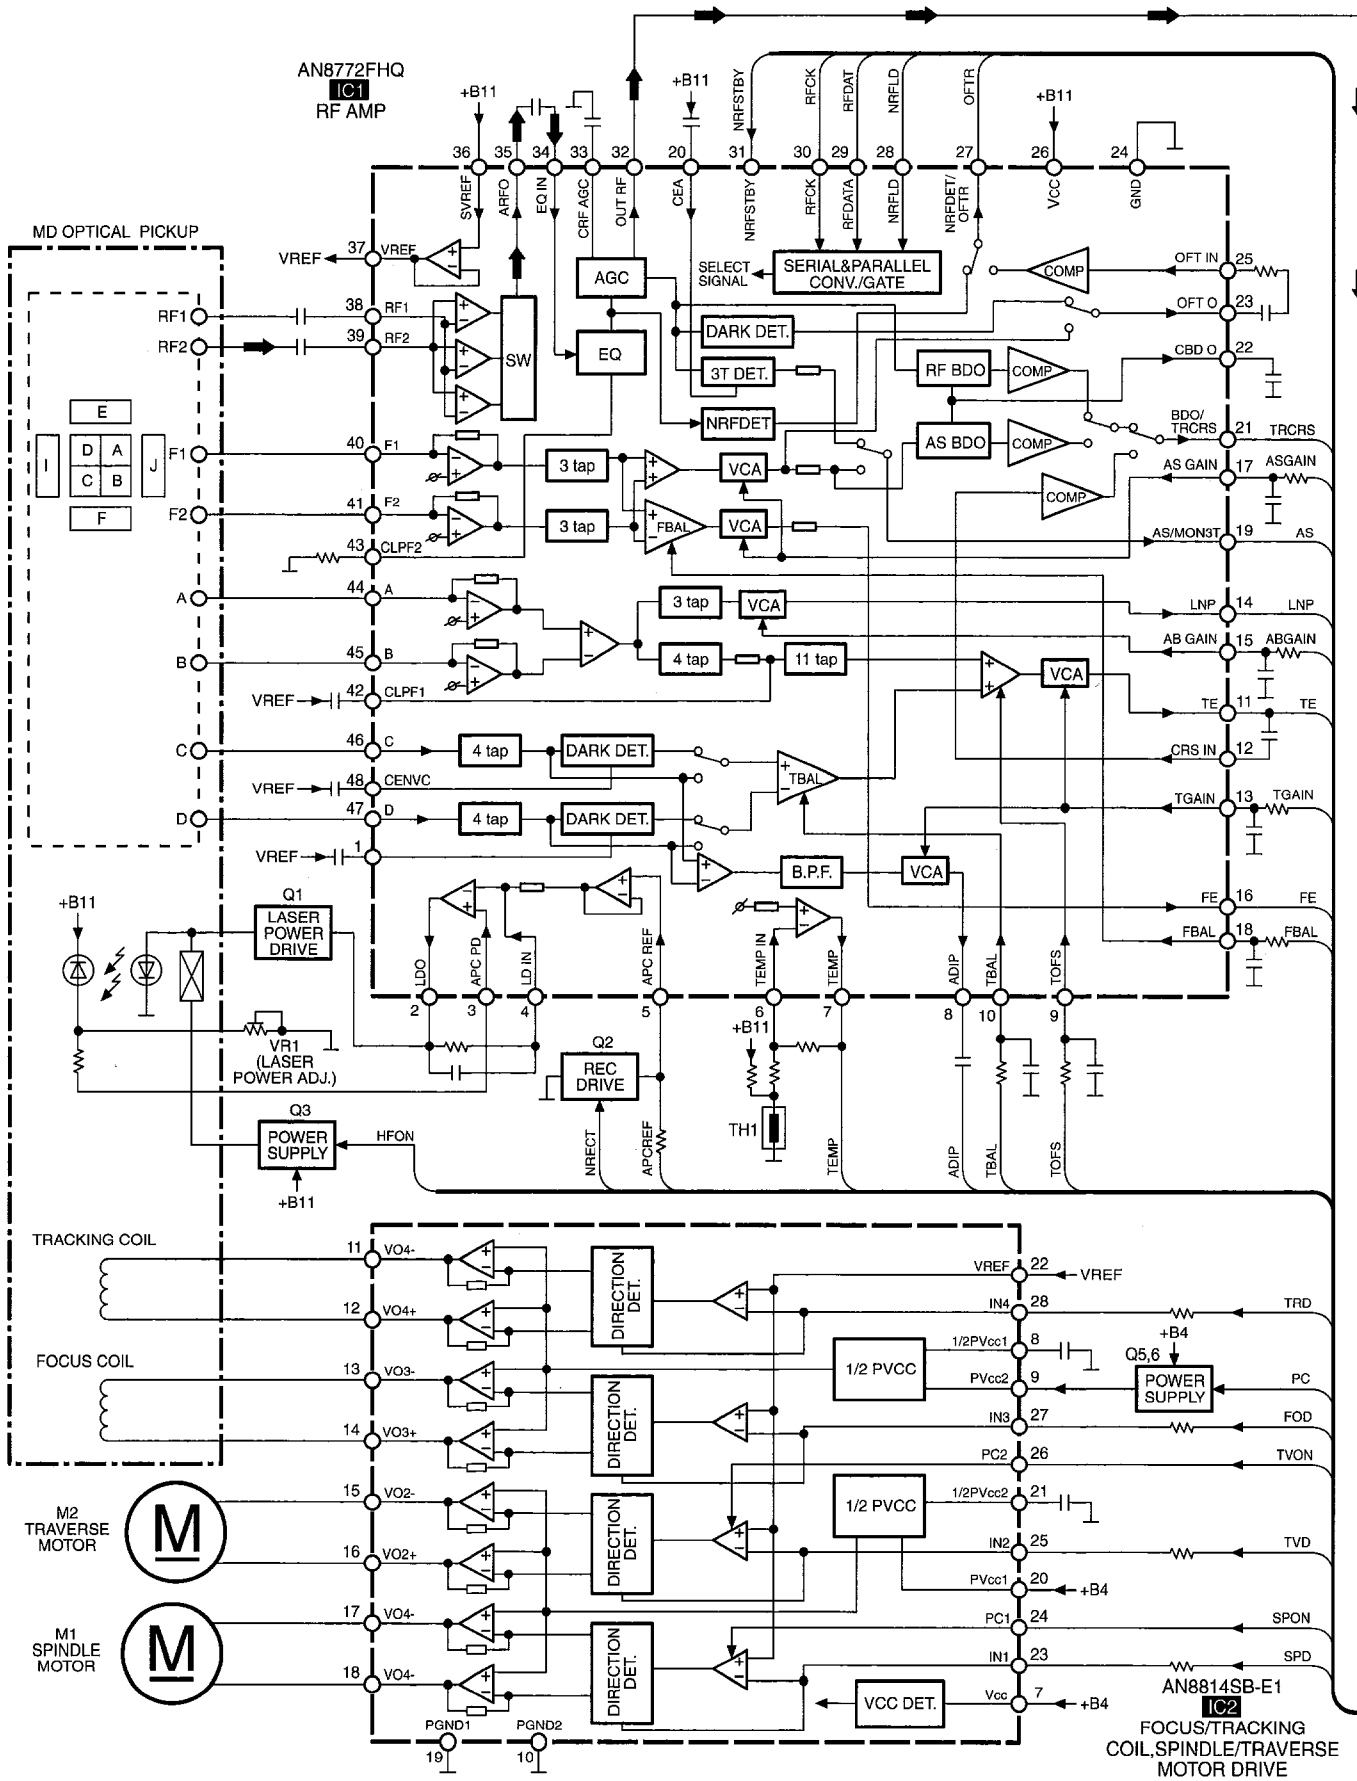 AN8772FHQ
IC1
RF AMP
+B11
+B11
NRFSTBY
RFCK
RFDAT
NRFLD
OFTR
+B11
36
35
34
33
32
20
31
30
29
28
27
26
24
SVREF
ARFO
EQ IN
CRF AGC
OUT RF
CEA
NRFSTBY
RFCK
RFDATA
NRFLD
NRFDET/
OFTR
VCC
GND
MD OPTICAL PICKUP
VREF
37
VREF
+
−
AGC
SELECT
SIGNAL
SERIAL&PARALLEL
CONV./GATE
COMP
OFT IN
25
RF1
38
RF1
OFT O
23
RF2
39
RF2
SW
EQ
DARK DET.
3T DET.
RF BDO
COMP
CBD O
22
E
NRFDET
AS BDO
COMP
BDO/
TRCRS
21
TRCRS
I
D
A
C
B
J
F
F1
40
F1
3 tap
VCA
COMP
AS GAIN
17
ASGAIN
F2
41
F2
3 tap
FBAL
VCA
AS/MON3T
19
AS
43
CLPF2
A
44
A
3 tap
VCA
LNP
14
LNP
B
45
B
4 tap
11 tap
AB GAIN
15
ABGAIN
VREF
42
CLPF1
VCA
TE
11
TE
C
46
C
4 tap
DARK DET.
TBAL
CRS IN
12
VREF
48
CENVC
D
47
D
4 tap
DARK DET.
TGAIN
13
TGAIN
VREF
1
B.P.F.
VCA
FE
16
FE
FBAL
18
FBAL
+B11
Q1
LASER
POWER
DRIVE
LDO
APC PD
LD IN
APC REF
TEMP IN
TEMP
ADIP
TBAL
TOFS
2
3
4
5
6
7
8
10
9
VR1
(LASER
POWER ADJ.)
Q2
REC
DRIVE
+B11
TH1
Q3
POWER
SUPPLY
HFON
+B11
NRECT
APCREF
TEMP
ADIP
TBAL
TOFS
TRACKING COIL
11
VO4-
DIRECTION
DET.
VREF
22
VREF
12
VO4+
IN4
28
TRD
FOCUS COIL
1/2 PVCC
1/2PVcc1
8
+B4
Q5,6
POWER
SUPPLY
13
VO3-
DIRECTION
DET.
PVcc2
9
PC
14
VO3+
IN3
27
FOD
PC2
26
TVON
M2
TRAVERSE
MOTOR
M
15
VO2-
DIRECTION
DET.
1/2 PVCC
1/2PVcc2
21
16
VO2+
IN2
25
TVD
PVcc1
20
+B4
M1
SPINDLE
MOTOR
M
17
VO4-
DIRECTION
DET.
PC1
24
SPON
18
VO4-
IN1
23
SPD
VCC DET.
Vcc
7
+B4
PGND1
19
PGND2
10
AN8814SB-E1
IC2
FOCUS/TRACKING
COIL,SPINDLE/TRAVERSE
MOTOR DRIVE